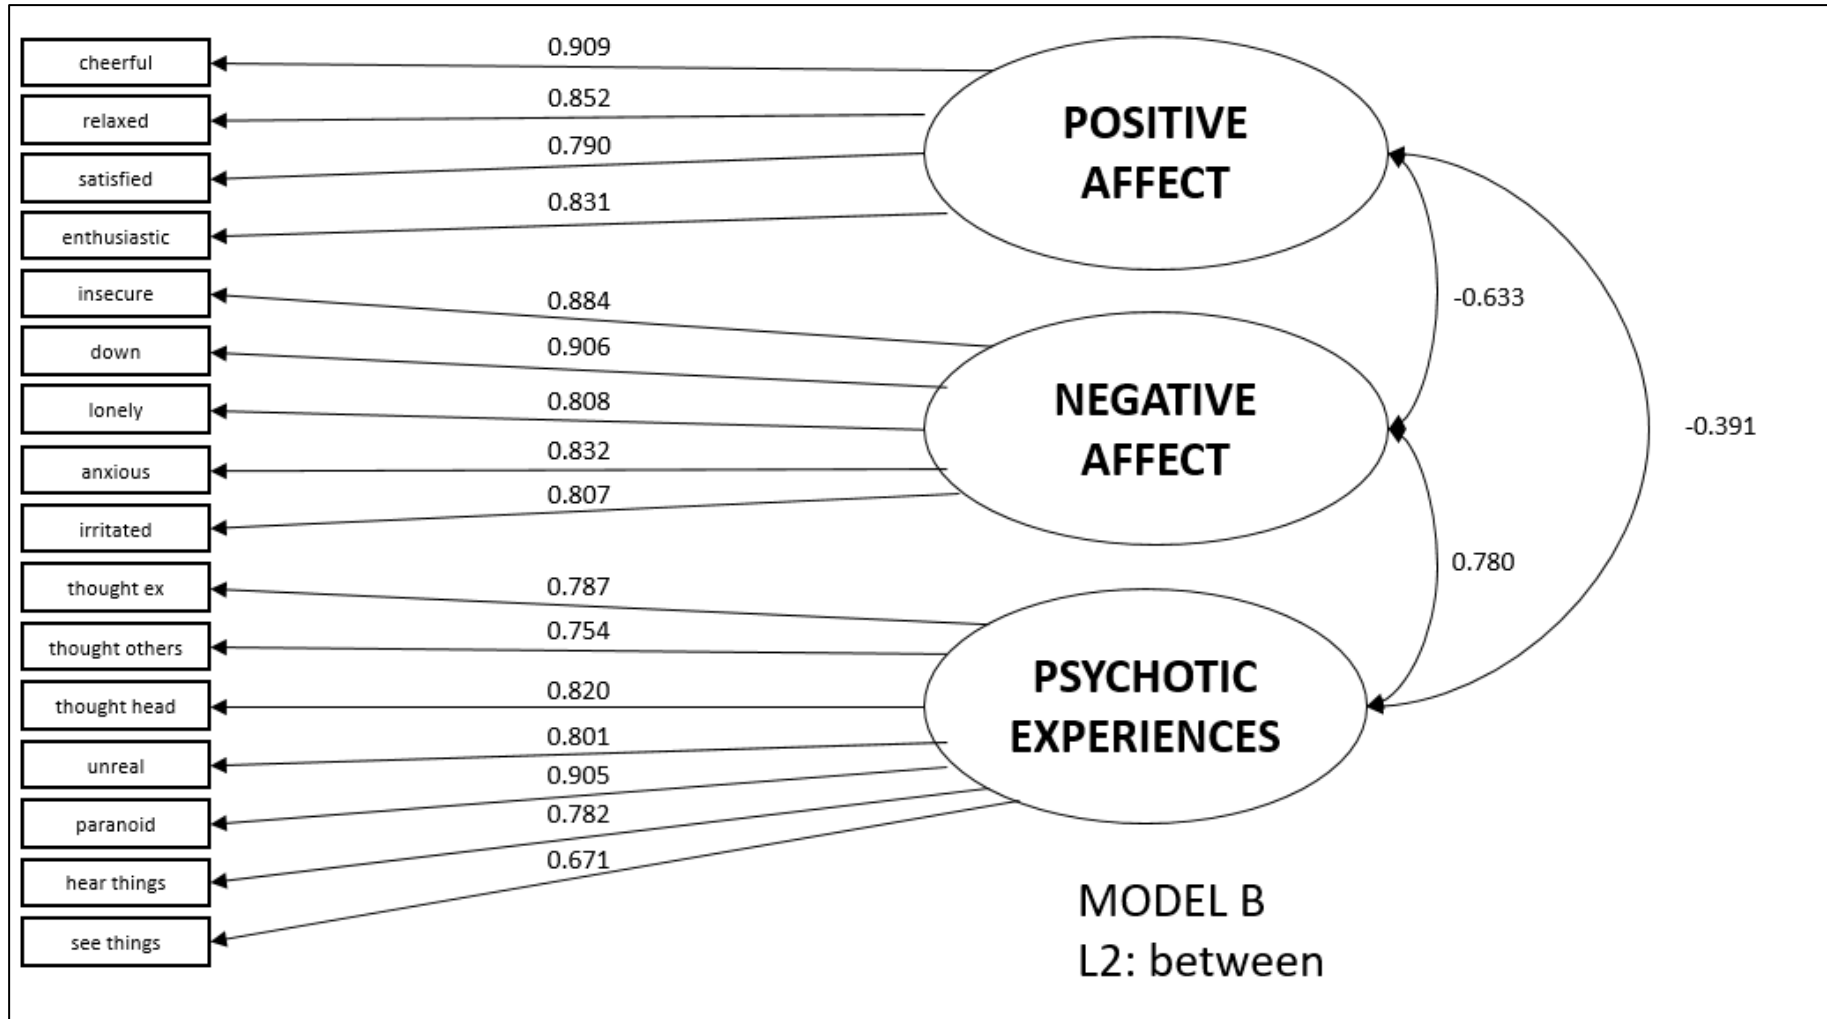 cheerful
0.909
relaxed
0.852
satisfied
0.790
enthusiastic
0.831
POSITIVE
AFFECT
insecure
0.884
down
0.906
lonely
0.808
anxious
0.832
irritated
0.807
NEGATIVE
AFFECT
-0.633
-0.391
0.780
thought ex
0.787
thought others
0.754
thought head
0.820
unreal
0.801
paranoid
0.905
hear things
0.782
see things
0.671
PSYCHOTIC
EXPERIENCES
MODEL B
L2: between